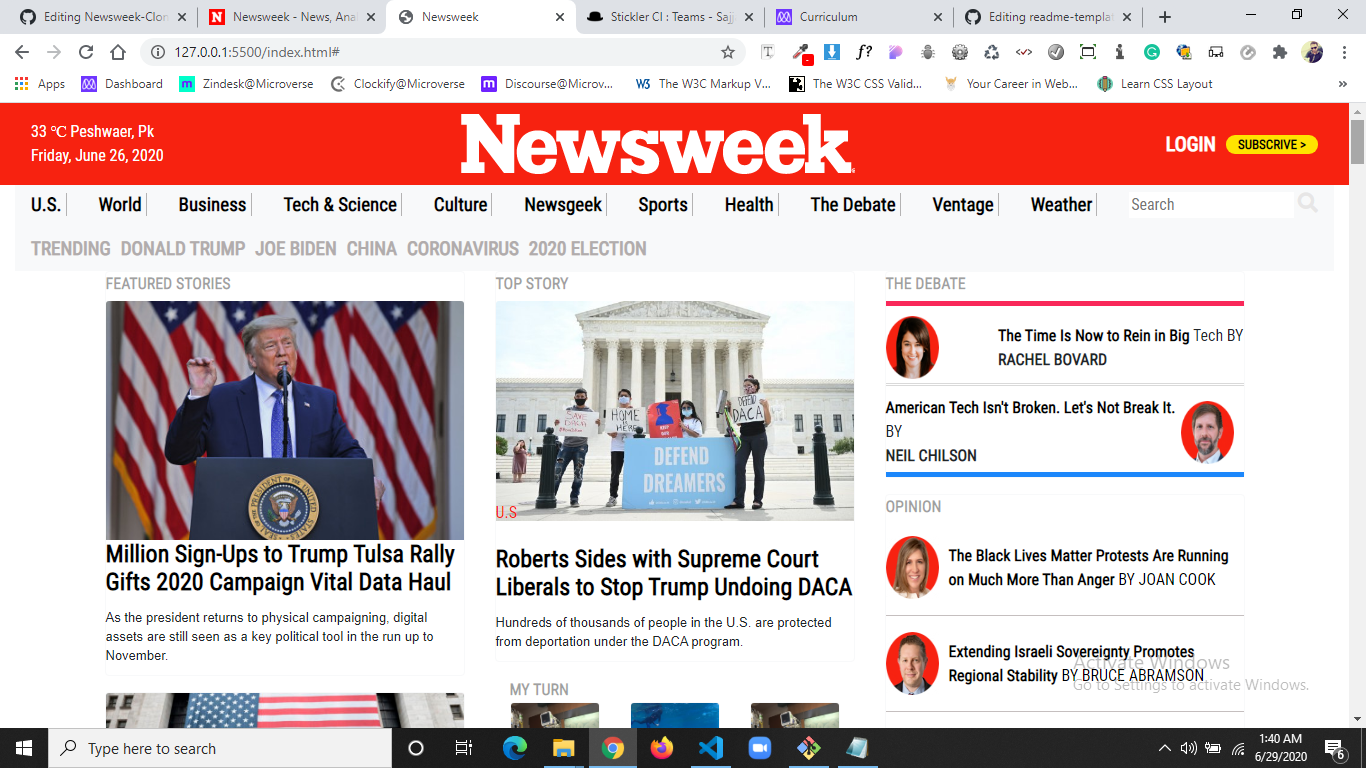 Editing Newsweek-Clon
Newsweek - News, Anal
Newsweek
Stickler CI : Teams - Sajj
Curriculum
Editing readme-templat
127.0.0.1:5500/index.html#
Apps
Dashboard
Zindesk@Microverse
Clockify@Microverse
Discourse@Microv...
The W3C Markup V...
The W3C CSS Valid...
Your Career in Web...
Learn CSS Layout
33 °C Peshwaer, Pk
Friday, June 26, 2020
Newsweek
LOGIN
SUBSCRIVE >
U.S.
World
Business
Tech & Science
Culture
Newsgeek
Sports
Health
The Debate
Ventage
Weather
Search
TRENDING DONALD TRUMP JOE BIDEN CHINA CORONAVIRUS 2020 ELECTION
FEATURED STORIES
Million Sign-Ups to Trump Tulsa Rally
Gifts 2020 Campaign Vital Data Haul
As the president returns to physical campaigning, digital
assets are still seen as a key political tool in the run up to
November.
TOP STORY
SAVE DACA
HOME is HERE
DEFEND DACA
DEFEND
DREAMERS
U.S
Roberts Sides with Supreme Court
Liberals to Stop Trump Undoing DACA
Hundreds of thousands of people in the U.S. are protected
from deportation under the DACA program.
MY TURN
THE DEBATE
The Time Is Now to Rein in Big Tech BY
RACHEL BOVARD
American Tech Isn't Broken. Let's Not Break It.
BY
NEIL CHILSON
OPINION
The Black Lives Matter Protests Are Running
on Much More Than Anger BY JOAN COOK
Extending Israeli Sovereignty Promotes
Regional Stability BY BRUCE ABRAMSON
Activate Windows
Go to Settings to activate Windows.
Type here to search
1:40 AM
6/29/2020
6